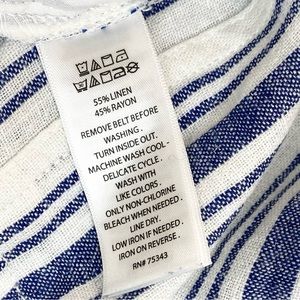 55% LINEN
45% RAYON
REMOVE BELT BEFORE
WASHING .
TURN INSIDE OUT.
MACHINE WASH COOL -
DELICATE CYCLE .
WASH WITH
LIKE COLORS .
ONLY NON-CHLORINE
BLEACH WHEN NEEDED .
LINE DRY.
LOW IRON IF NEEDED .
IRON ON REVERSE .
RN# 75343